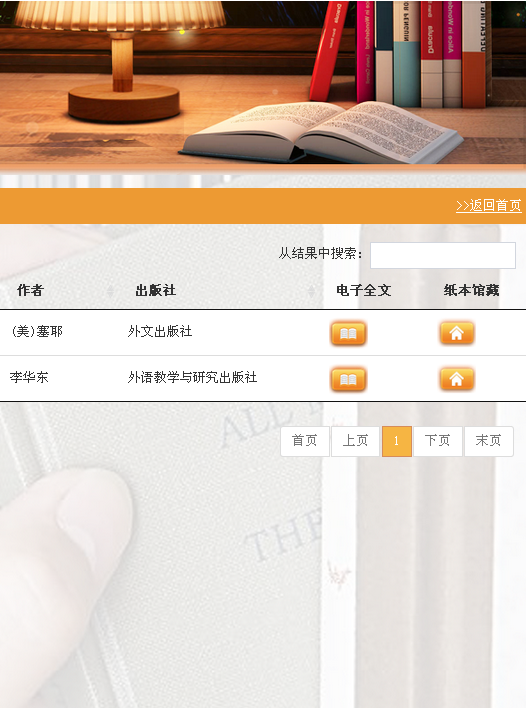 >>返回首页
从结果中搜索：
作者 出版社 电子全文 纸本馆藏
(美)塞耶 外文出版社
李华东 外语教学与研究出版社
首页 上页 1 下页 末页
ALL
THE